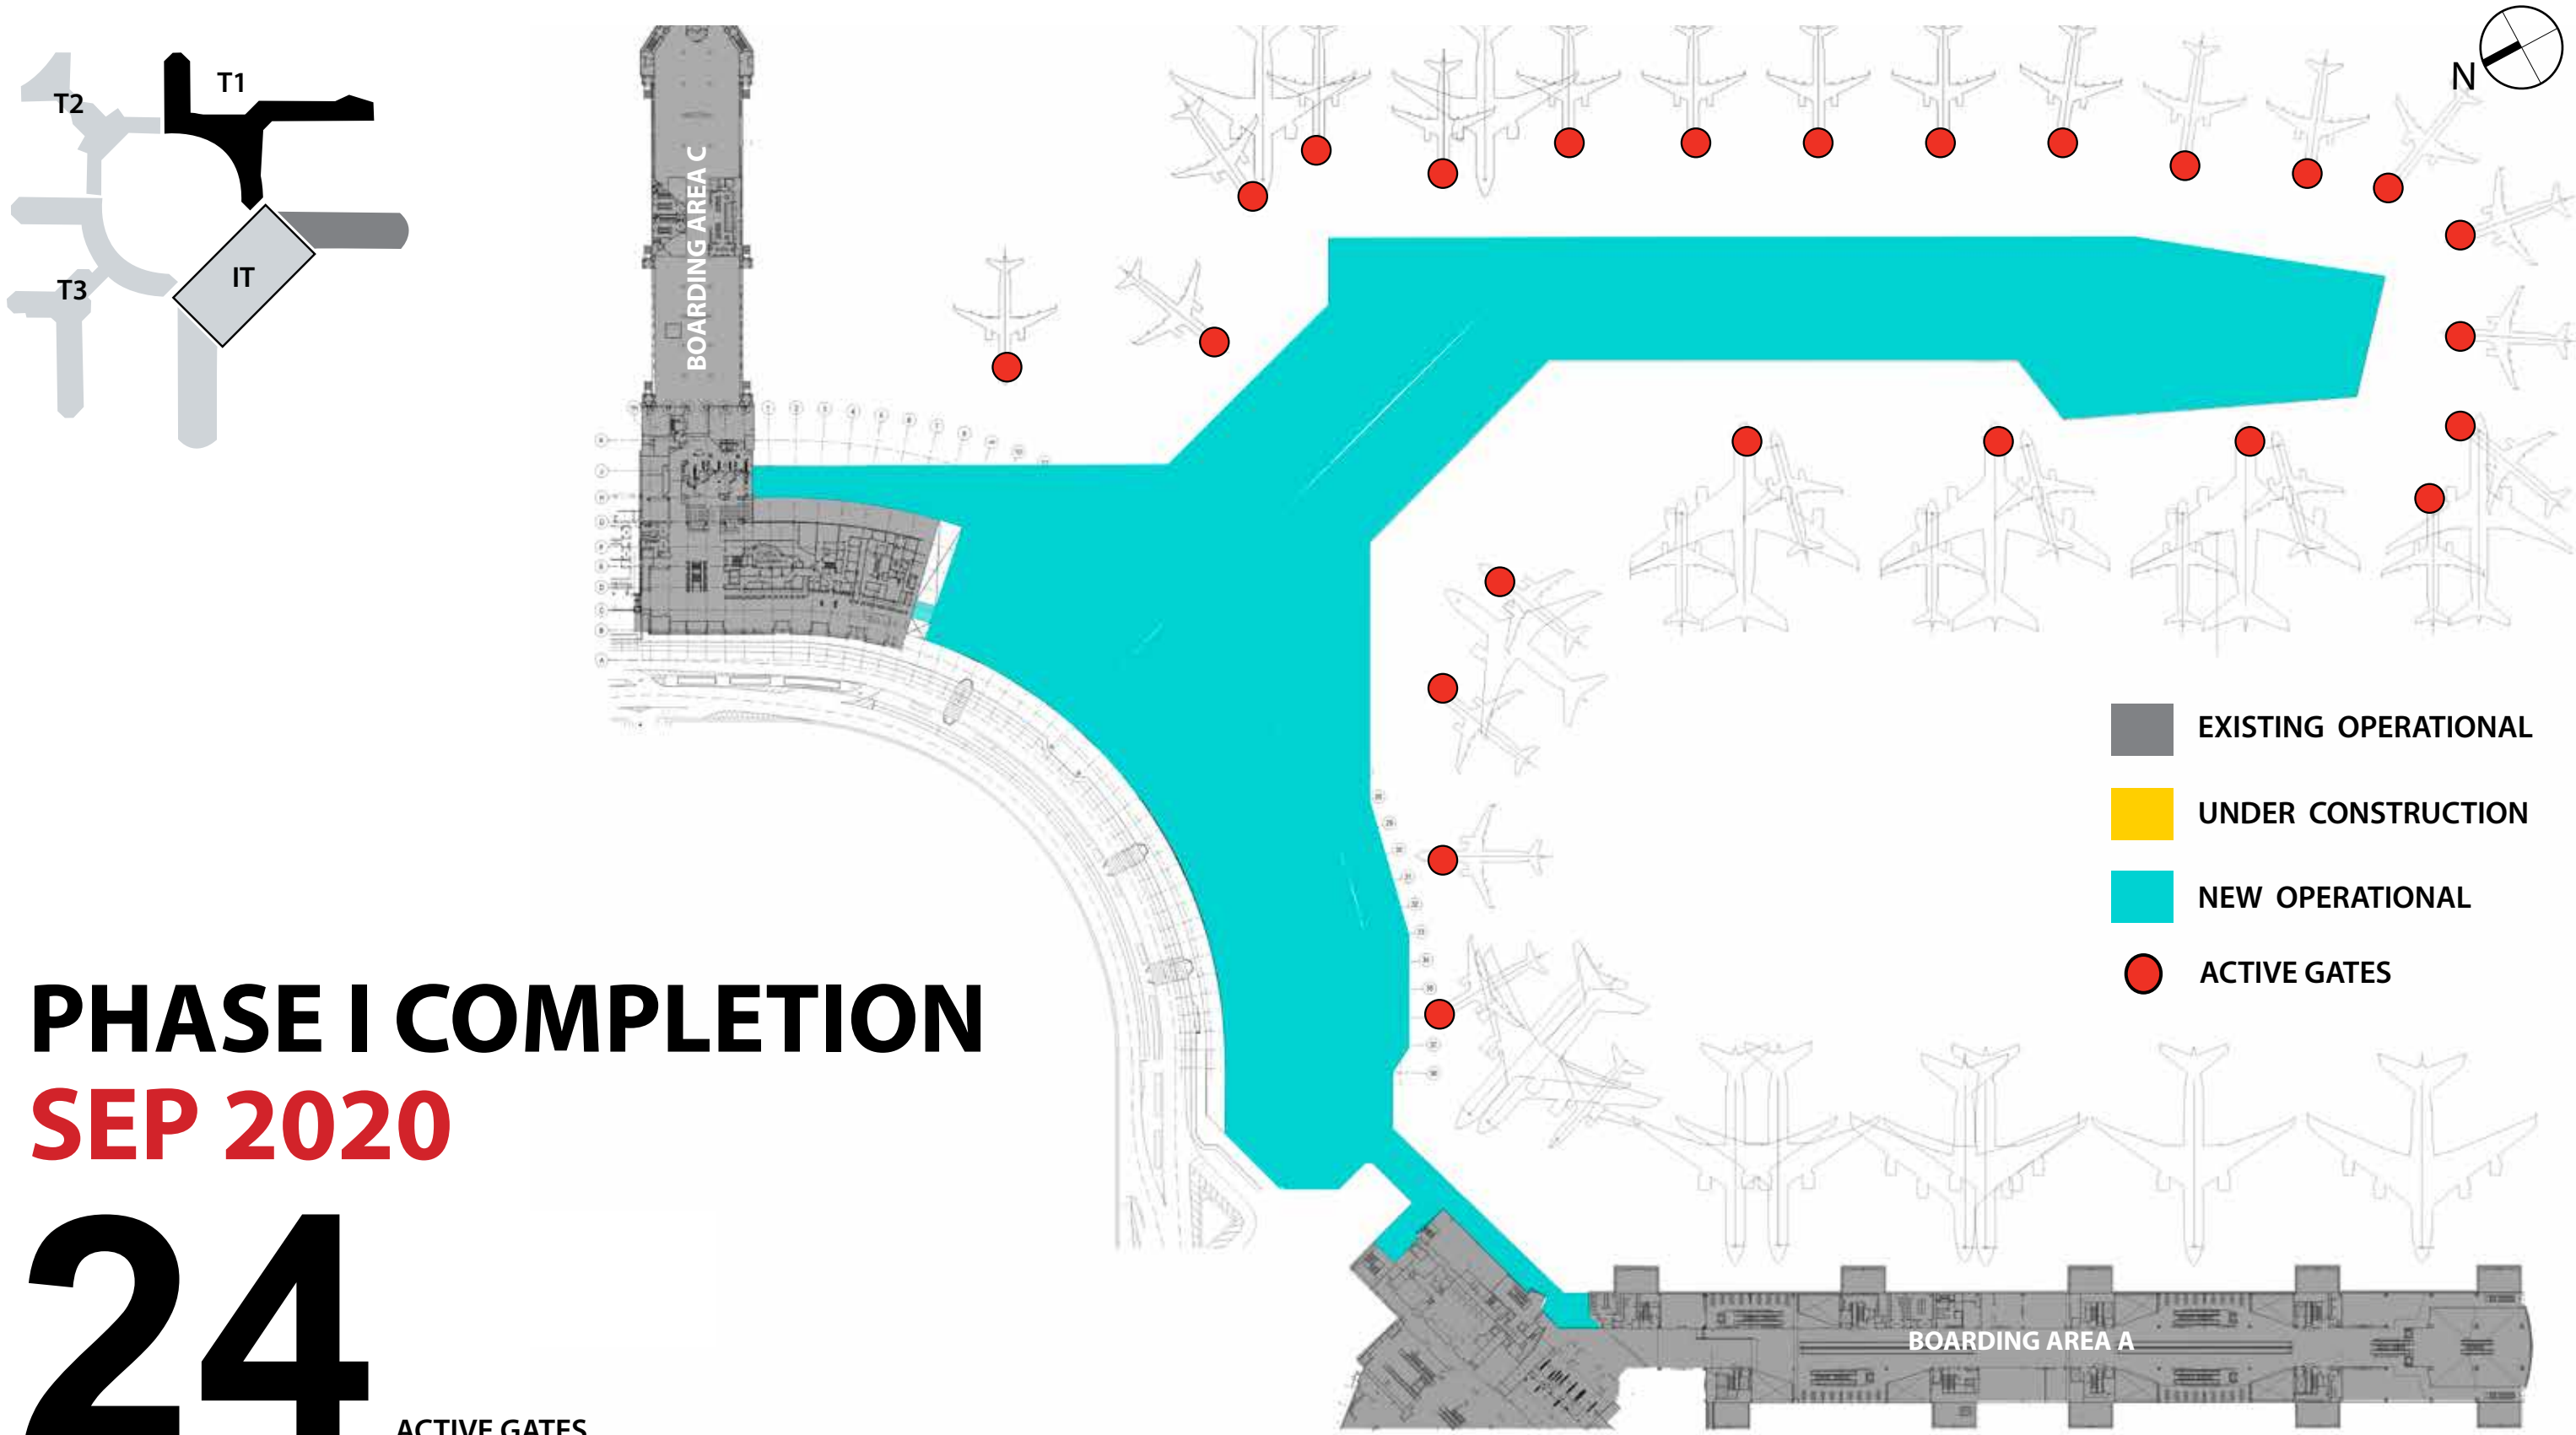 T1
T2
T3
IT
N
BOARDING AREA C
EXISTING OPERATIONAL
UNDER CONSTRUCTION
NEW OPERATIONAL
ACTIVE GATES
PHASE I COMPLETION
SEP 2020
24
ACTIVE GATES
BOARDING AREA A